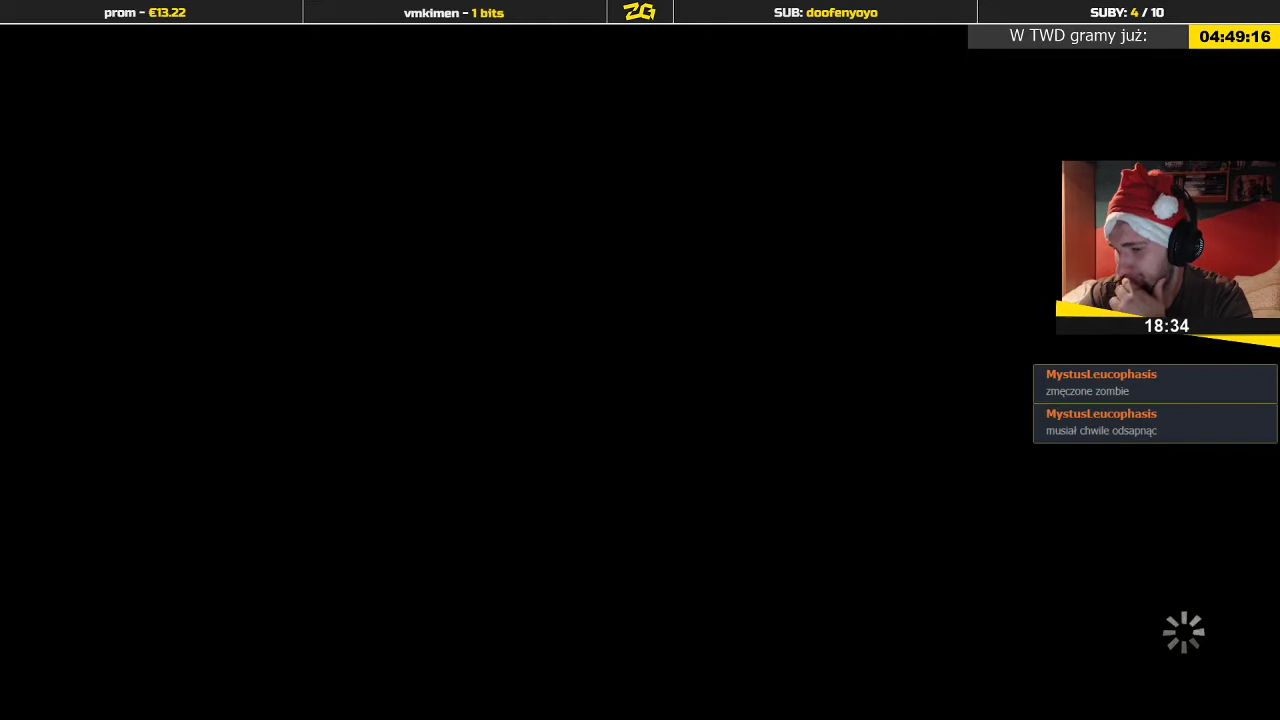 prom - €13.22
vmkimen - 1 bits
ZG
SUB: doofenyoyo
SUBY: 4 / 10
W TWD gramy już:
04:49:16
18:34
MystusLeucophasis
zmęczone zombie
MystusLeucophasis
musiał chwile odsapnąc